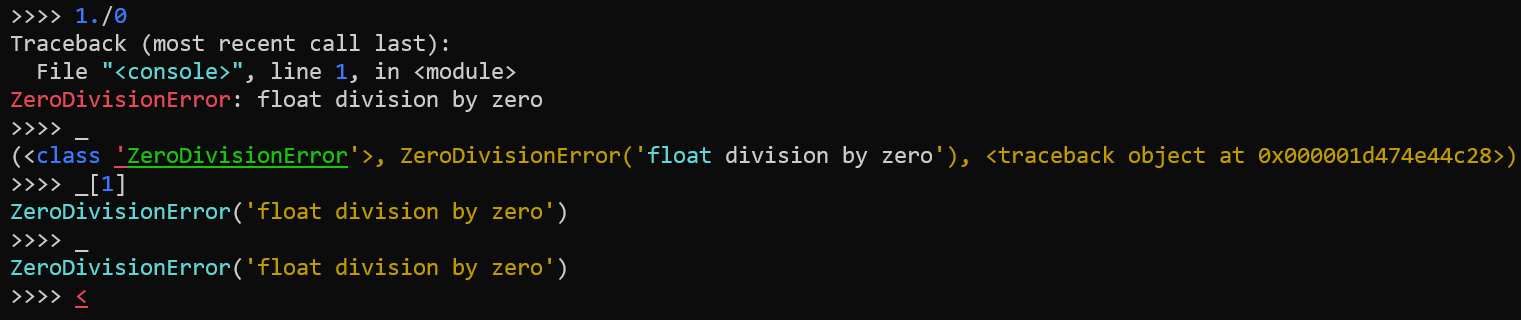 >>>> 1./0
Traceback (most recent call last):
  File "<console>", line 1, in <module>
ZeroDivisionError: float division by zero
>>>> _
(<class 'ZeroDivisionError'>, ZeroDivisionError('float division by zero'), <traceback object at 0x000001d474e44c28>)
>>>> _[1]
ZeroDivisionError('float division by zero')
>>>> _
ZeroDivisionError('float division by zero')
>>>> <